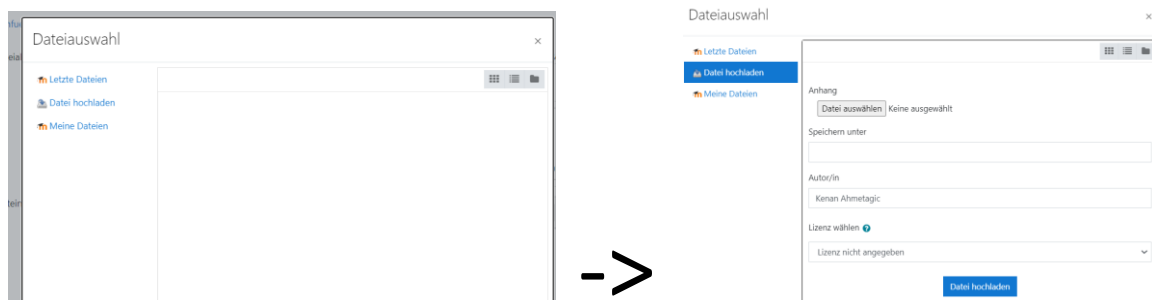 Dateiauswahl
×
Letzte Dateien
Datei hochladen
Meine Dateien
->
Dateiauswahl
×
Letzte Dateien
Datei hochladen
Meine Dateien
Anhang
Datei auswählen Keine ausgewählt
Speichern unter
Autor/in
Kenan Ahmetagic
Lizenz wählen ?
Lizenz nicht angegeben
Datei hochladen